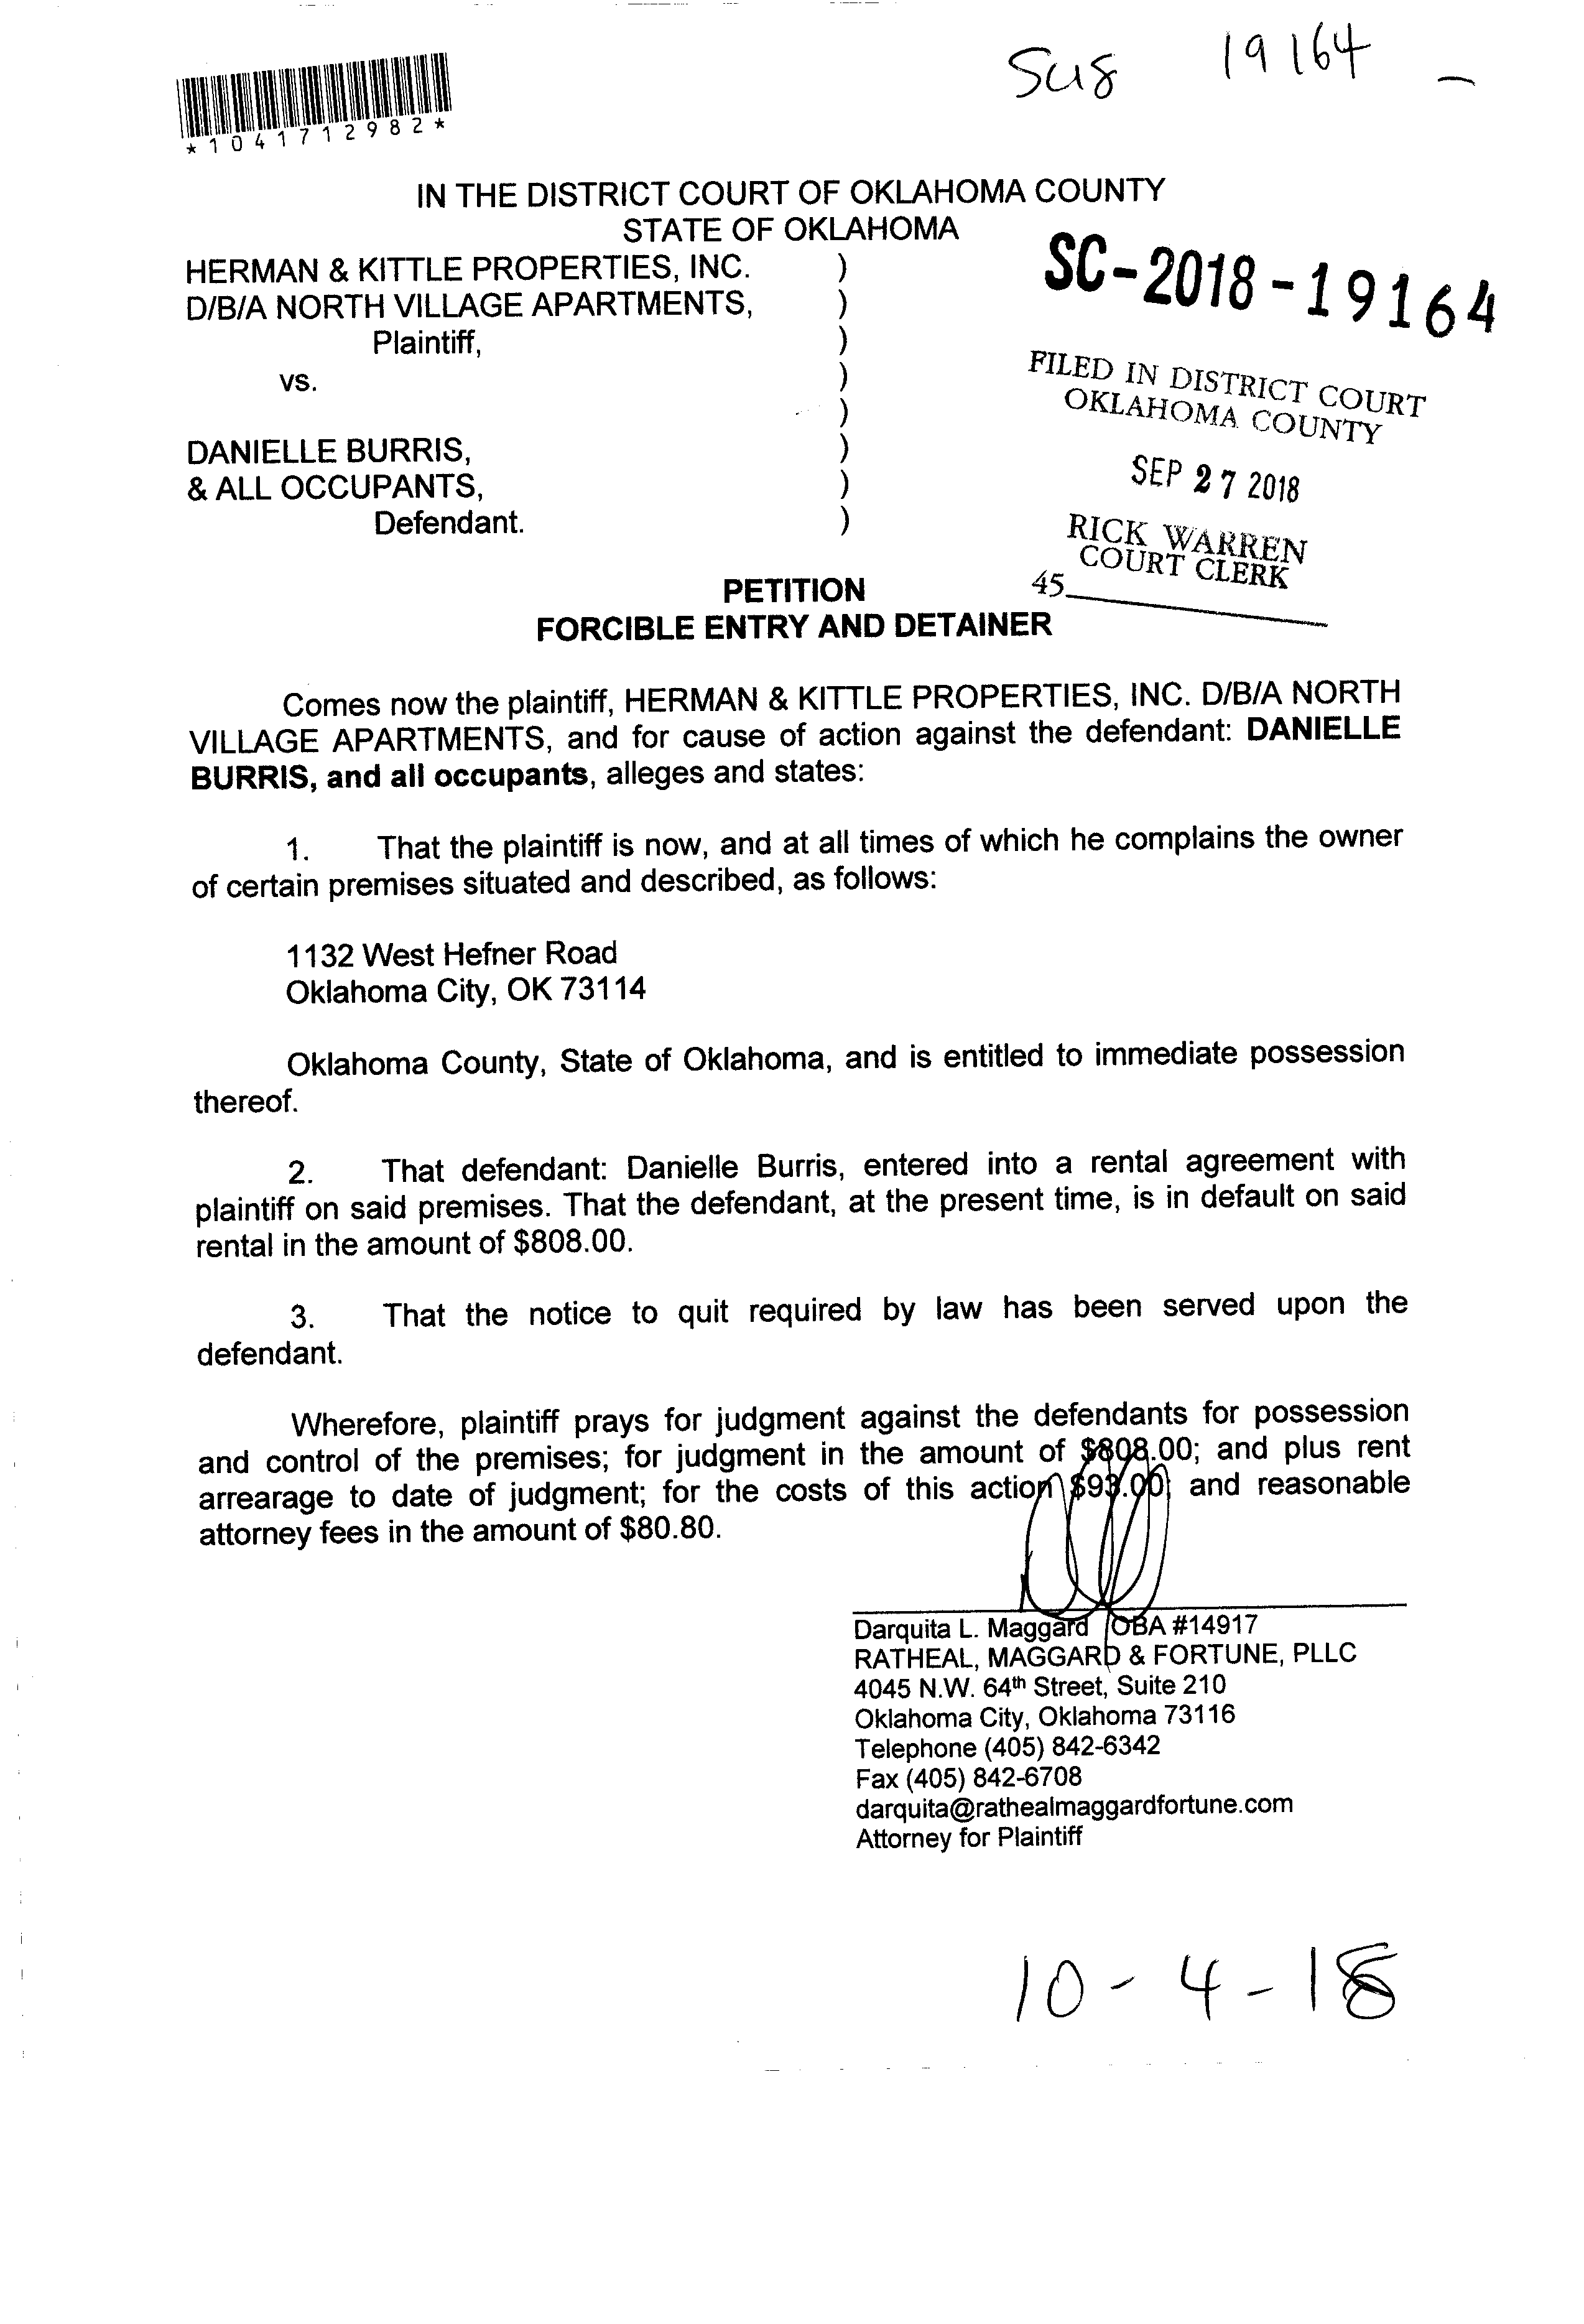 Sc18 19164 -
*1041712982*
IN THE DISTRICT COURT OF OKLAHOMA COUNTY
STATE OF OKLAHOMA
HERMAN & KITTLE PROPERTIES, INC. )
D/B/A NORTH VILLAGE APARTMENTS, )
Plaintiff, )
vs. )
)
DANIELLE BURRIS, )
& ALL OCCUPANTS, )
Defendant. )
SC-2018-19164
FILED IN DISTRICT COURT
OKLAHOMA COUNTY
SEP 27 2018
RICK WARREN
COURT CLERK
45
PETITION
FORCIBLE ENTRY AND DETAINER
Comes now the plaintiff, HERMAN & KITTLE PROPERTIES, INC. D/B/A NORTH
VILLAGE APARTMENTS, and for cause of action against the defendant: DANIELLE
BURRIS, and all occupants, alleges and states:
1. That the plaintiff is now, and at all times of which he complains the owner
of certain premises situated and described, as follows:
1132 West Hefner Road
Oklahoma City, OK 73114
Oklahoma County, State of Oklahoma, and is entitled to immediate possession
thereof.
2. That defendant: Danielle Burris, entered into a rental agreement with
plaintiff on said premises. That the defendant, at the present time, is in default on said
rental in the amount of $808.00.
3. That the notice to quit required by law has been served upon the
defendant.
Wherefore, plaintiff prays for judgment against the defendants for possession
and control of the premises; for judgment in the amount of $808.00; and plus rent
arrearage to date of judgment; for the costs of this action $93.00; and reasonable
attorney fees in the amount of $80.80.
Darquita L. Maggard OBA #14917
RATHEAL, MAGGARD & FORTUNE, PLLC
4045 N.W. 64th Street, Suite 210
Oklahoma City, Oklahoma 73116
Telephone (405) 842-6342
Fax (405) 842-6708
darquita@rathealmaggardfortune.com
Attorney for Plaintiff
10-4-18